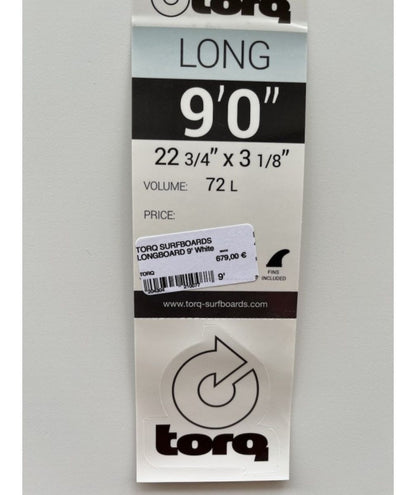 torq
LONG
9'0"
22 3/4" x 3 1/8"
VOLUME: 72 L
PRICE:
TORQ SURFBOARDS
LONGBOARD 9' White
679,00 €
TORQ
9'
FINS
INCLUDED
www.torq-surfboards.com
torq